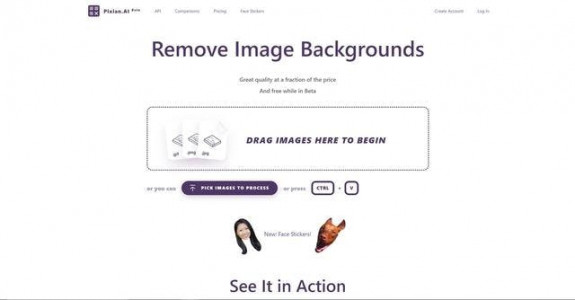 Pixian.AI Beta
API
Comparisons
Pricing
Face Stickers
Create Account
Log In
Remove Image Backgrounds
Great quality at a fraction of the price
And free while in Beta
gif
png
jpg
DRAG IMAGES HERE TO BEGIN
or you can
PICK IMAGES TO PROCESS
or press
CTRL
+
V
New: Face Stickers!
See It in Action